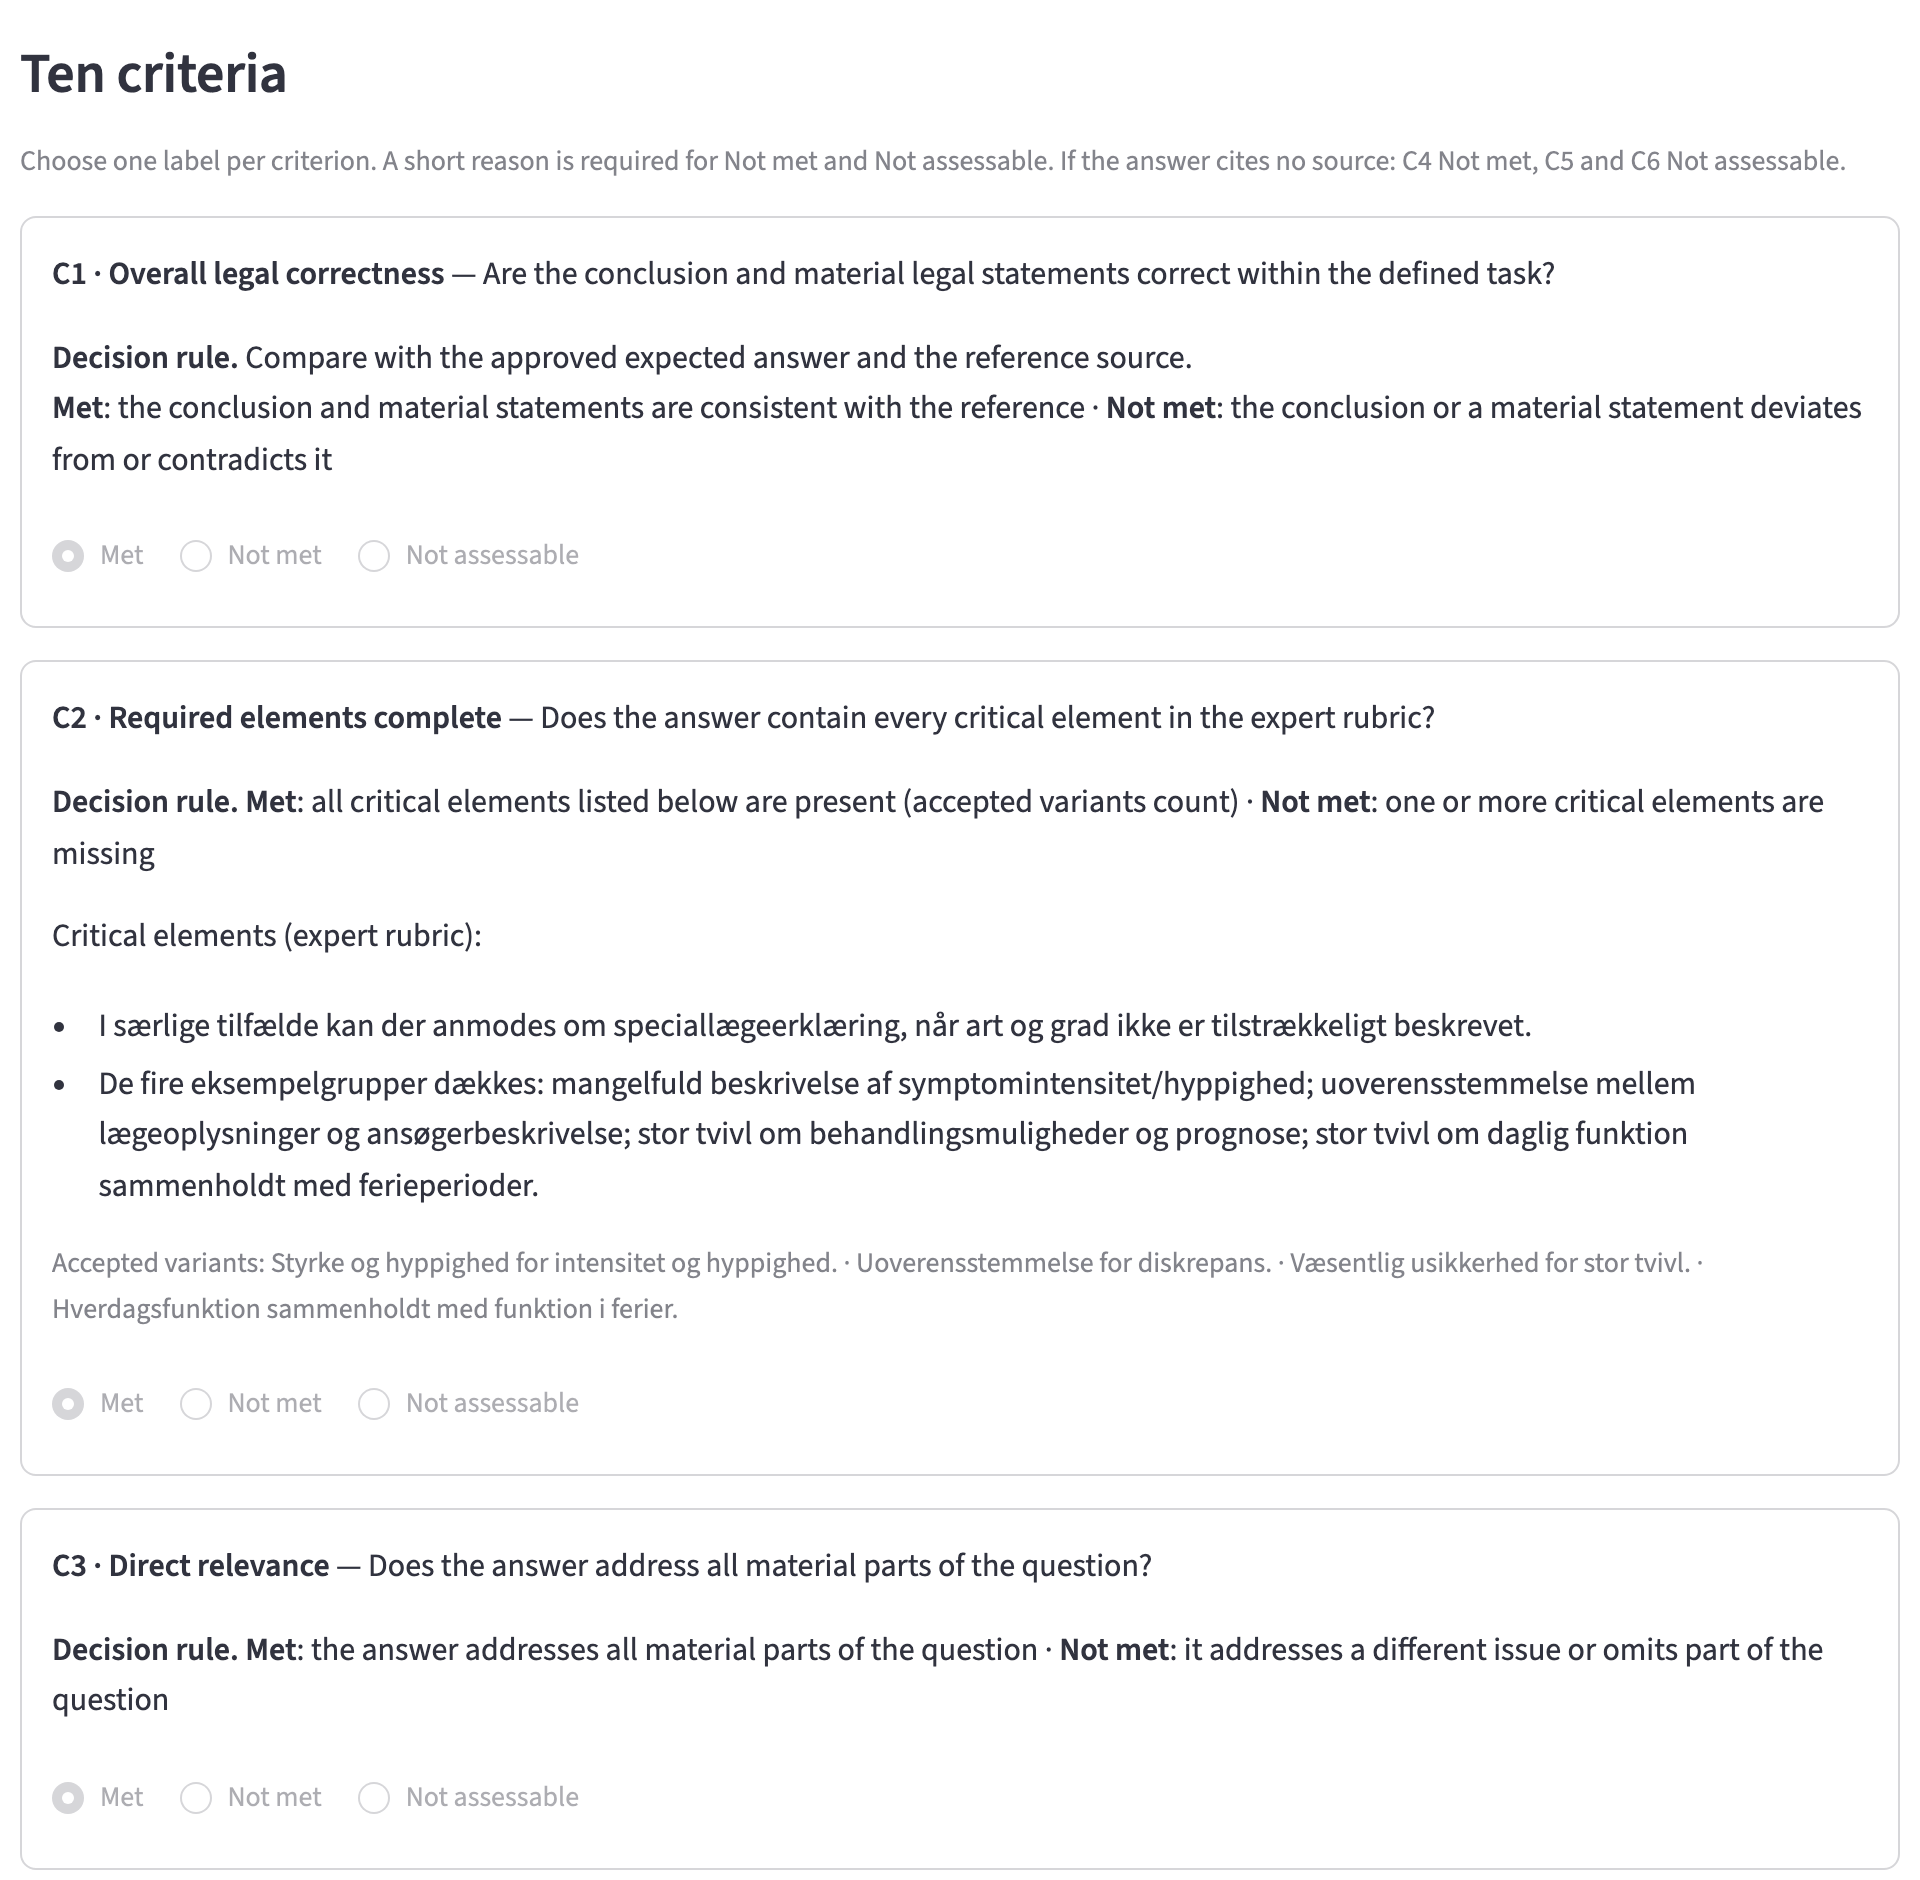 Ten criteria
Choose one label per criterion. A short reason is required for Not met and Not assessable. If the answer cites no source: C4 Not met, C5 and C6 Not assessable.
C1 · Overall legal correctness — Are the conclusion and material legal statements correct within the defined task?
Decision rule. Compare with the approved expected answer and the reference source.
Met: the conclusion and material statements are consistent with the reference · Not met: the conclusion or a material statement deviates
from or contradicts it
Met Not met Not assessable
C2 · Required elements complete — Does the answer contain every critical element in the expert rubric?
Decision rule. Met: all critical elements listed below are present (accepted variants count) · Not met: one or more critical elements are
missing
Critical elements (expert rubric):
• I særlige tilfælde kan der anmodes om speciallægeerklæring, når art og grad ikke er tilstrækkeligt beskrevet.
• De fire eksempelgrupper dækkes: mangelfuld beskrivelse af symptomintensitet/hyppighed; uoverensstemmelse mellem
lægeoplysninger og ansøgerbeskrivelse; stor tvivl om behandlingsmuligheder og prognose; stor tvivl om daglig funktion
sammenholdt med ferieperioder.
Accepted variants: Styrke og hyppighed for intensitet og hyppighed. · Uoverensstemmelse for diskrepans. · Væsentlig usikkerhed for stor tvivl. ·
Hverdagsfunktion sammenholdt med funktion i ferier.
Met Not met Not assessable
C3 · Direct relevance — Does the answer address all material parts of the question?
Decision rule. Met: the answer addresses all material parts of the question · Not met: it addresses a different issue or omits part of the
question
Met Not met Not assessable